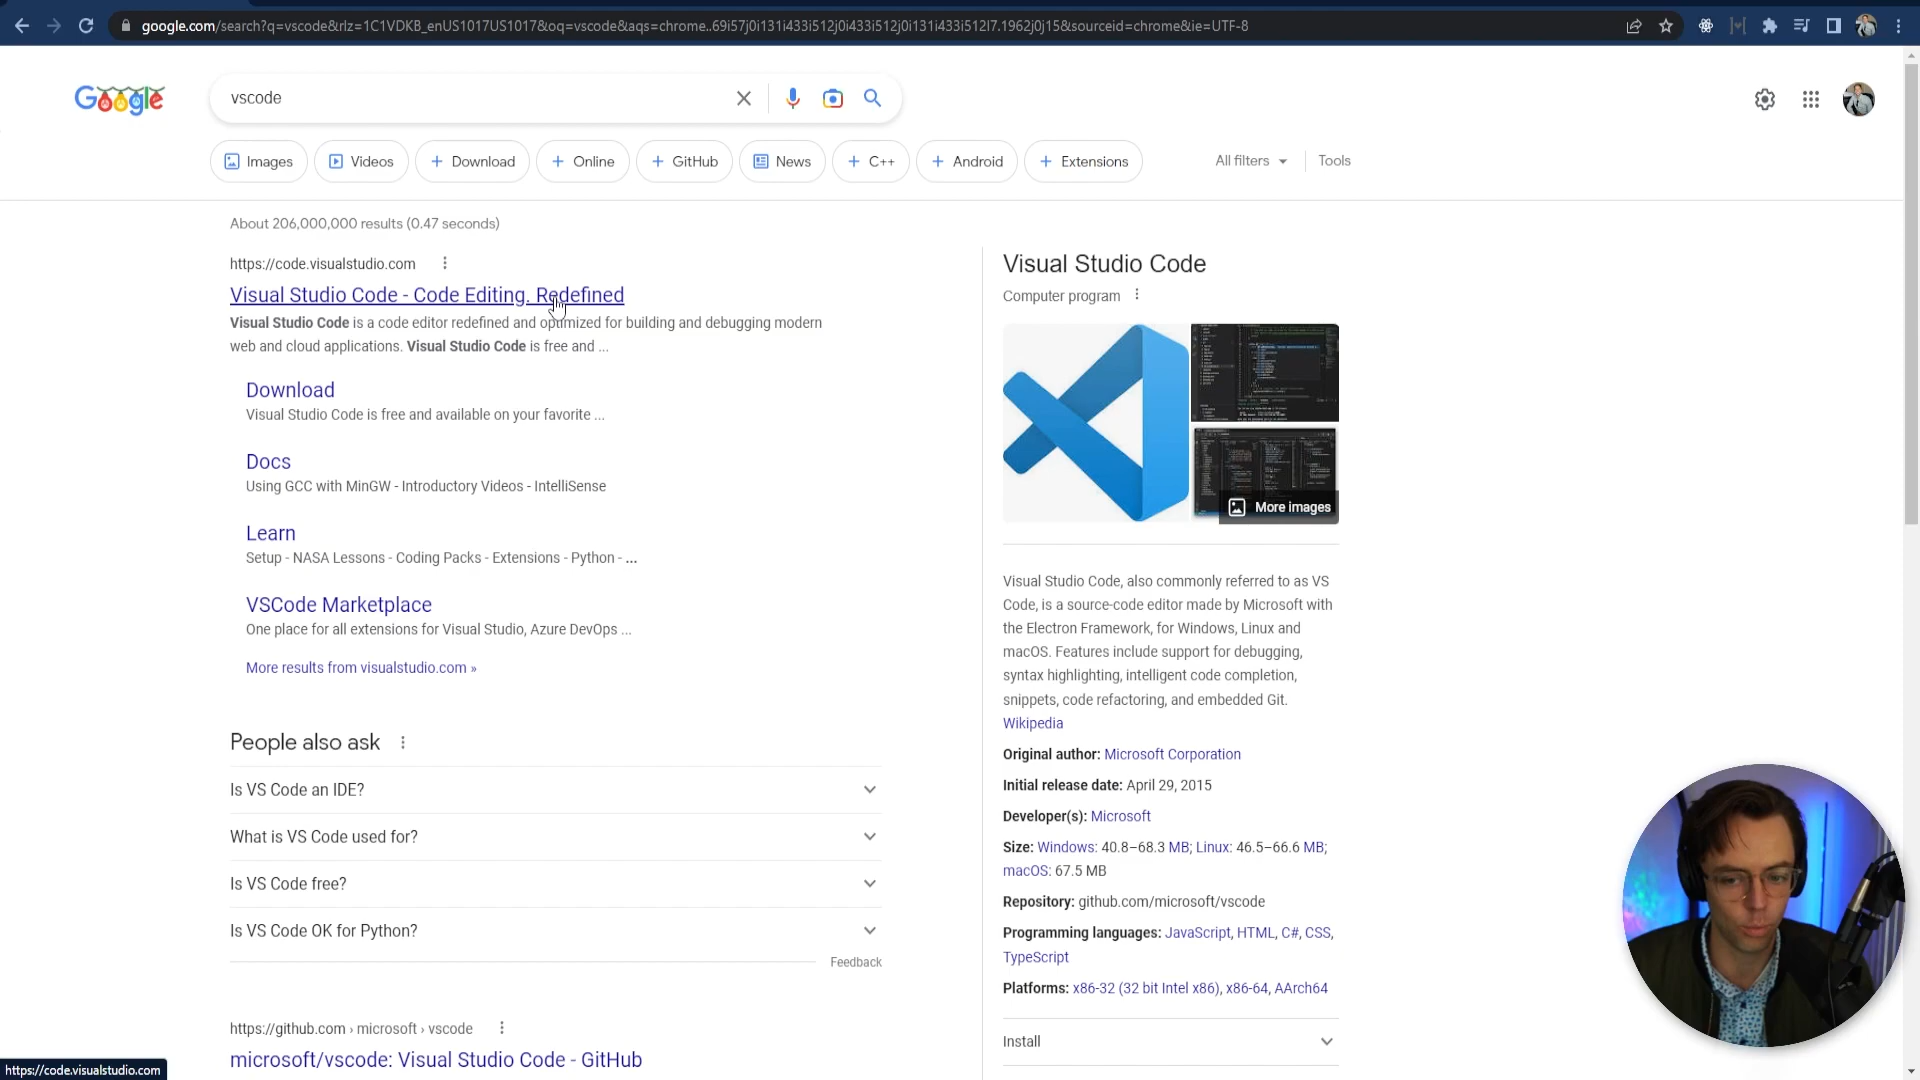 google.com/search?q=vscode&rlz=1C1VDKB_enUS1017US1017&oq=vscode&aqs=chrome..69i57j0i131i433i512j0i433i512j0i131i433i512l7.1962j0j15&sourceid=chrome&ie=UTF-8
Google
vscode
Images
Videos
+ Download
+ Online
+ GitHub
News
+ C++
+ Android
+ Extensions
All filters
Tools
About 206,000,000 results (0.47 seconds)
https://code.visualstudio.com
Visual Studio Code - Code Editing. Redefined
Visual Studio Code is a code editor redefined and optimized for building and debugging modern
web and cloud applications. Visual Studio Code is free and ...
Download
Visual Studio Code is free and available on your favorite ...
Docs
Using GCC with MinGW - Introductory Videos - IntelliSense
Learn
Setup - NASA Lessons - Coding Packs - Extensions - Python - ...
VSCode Marketplace
One place for all extensions for Visual Studio, Azure DevOps ...
More results from visualstudio.com »
People also ask
Is VS Code an IDE?
What is VS Code used for?
Is VS Code free?
Is VS Code OK for Python?
Feedback
https://github.com › microsoft › vscode
microsoft/vscode: Visual Studio Code - GitHub
https://code.visualstudio.com
Visual Studio Code
Computer program
More images
Visual Studio Code, also commonly referred to as VS
Code, is a source-code editor made by Microsoft with
the Electron Framework, for Windows, Linux and
macOS. Features include support for debugging,
syntax highlighting, intelligent code completion,
snippets, code refactoring, and embedded Git.
Wikipedia
Original author: Microsoft Corporation
Initial release date: April 29, 2015
Developer(s): Microsoft
Size: Windows: 40.8–68.3 MB; Linux: 46.5–66.6 MB;
macOS: 67.5 MB
Repository: github.com/microsoft/vscode
Programming languages: JavaScript, HTML, C#, CSS,
TypeScript
Platforms: x86-32 (32 bit Intel x86), x86-64, AArch64
Install